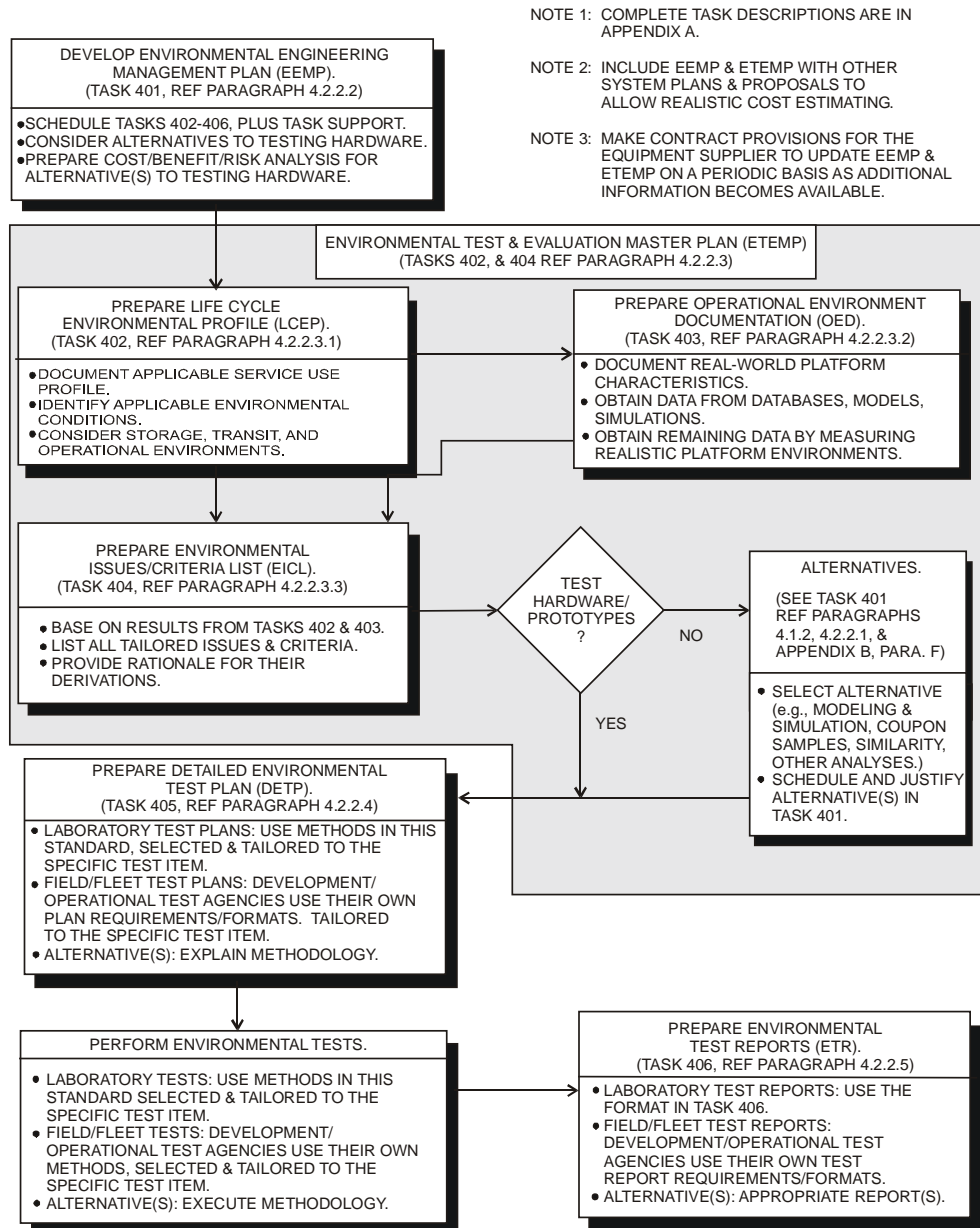 NOTE 1: COMPLETE TASK DESCRIPTIONS ARE IN
APPENDIX A.
NOTE 2: INCLUDE EEMP & ETEMP WITH OTHER
SYSTEM PLANS & PROPOSALS TO
ALLOW REALISTIC COST ESTIMATING.
NOTE 3: MAKE CONTRACT PROVISIONS FOR THE
EQUIPMENT SUPPLIER TO UPDATE EEMP &
ETEMP ON A PERIODIC BASIS AS ADDITIONAL
INFORMATION BECOMES AVAILABLE.
DEVELOP ENVIRONMENTAL ENGINEERING
MANAGEMENT PLAN (EEMP).
(TASK 401, REF PARAGRAPH 4.2.2.2)
●SCHEDULE TASKS 402-406, PLUS TASK SUPPORT.
●CONSIDER ALTERNATIVES TO TESTING HARDWARE.
●PREPARE COST/BENEFIT/RISK ANALYSIS FOR
ALTERNATIVE(S) TO TESTING HARDWARE.
ENVIRONMENTAL TEST & EVALUATION MASTER PLAN (ETEMP)
(TASKS 402, & 404 REF PARAGRAPH 4.2.2.3)
PREPARE LIFE CYCLE
ENVIRONMENTAL PROFILE (LCEP).
(TASK 402, REF PARAGRAPH 4.2.2.3.1)
●DOCUMENT APPLICABLE SERVICE USE
PROFILE.
●IDENTIFY APPLICABLE ENVIRONMENTAL
CONDITIONS.
●CONSIDER STORAGE, TRANSIT, AND
OPERATIONAL ENVIRONMENTS.
PREPARE OPERATIONAL ENVIRONMENT
DOCUMENTATION (OED).
(TASK 403, REF PARAGRAPH 4.2.2.3.2)
● DOCUMENT REAL-WORLD PLATFORM
CHARACTERISTICS.
● OBTAIN DATA FROM DATABASES, MODELS,
SIMULATIONS.
● OBTAIN REMAINING DATA BY MEASURING
REALISTIC PLATFORM ENVIRONMENTS.
PREPARE ENVIRONMENTAL
ISSUES/CRITERIA LIST (EICL).
(TASK 404, REF PARAGRAPH 4.2.2.3.3)
● BASE ON RESULTS FROM TASKS 402 & 403.
● LIST ALL TAILORED ISSUES & CRITERIA.
● PROVIDE RATIONALE FOR THEIR
DERIVATIONS.
TEST
HARDWARE/
PROTOTYPES
?
NO
YES
ALTERNATIVES.
(SEE TASK 401
REF PARAGRAPHS
4.1.2, 4.2.2.1, &
APPENDIX B, PARA. F)
● SELECT ALTERNATIVE
(e.g., MODELING &
SIMULATION, COUPON
SAMPLES, SIMILARITY,
OTHER ANALYSES.)
● SCHEDULE AND JUSTIFY
ALTERNATIVE(S) IN
TASK 401.
PREPARE DETAILED ENVIRONMENTAL
TEST PLAN (DETP).
(TASK 405, REF PARAGRAPH 4.2.2.4)
● LABORATORY TEST PLANS: USE METHODS IN THIS
STANDARD, SELECTED & TAILORED TO THE
SPECIFIC TEST ITEM.
● FIELD/FLEET TEST PLANS: DEVELOPMENT/
OPERATIONAL TEST AGENCIES USE THEIR OWN
PLAN REQUIREMENTS/FORMATS. TAILORED
TO THE SPECIFIC TEST ITEM.
● ALTERNATIVE(S): EXPLAIN METHODOLOGY.
PERFORM ENVIRONMENTAL TESTS.
● LABORATORY TESTS: USE METHODS IN THIS
STANDARD SELECTED & TAILORED TO THE
SPECIFIC TEST ITEM.
● FIELD/FLEET TESTS: DEVELOPMENT/
OPERATIONAL TEST AGENCIES USE THEIR OWN
METHODS, SELECTED & TAILORED TO THE
SPECIFIC TEST ITEM.
● ALTERNATIVE(S): EXECUTE METHODOLOGY.
PREPARE ENVIRONMENTAL
TEST REPORTS (ETR).
(TASK 406, REF PARAGRAPH 4.2.2.5)
● LABORATORY TEST REPORTS: USE THE
FORMAT IN TASK 406.
● FIELD/FLEET TEST REPORTS:
DEVELOPMENT/OPERATIONAL TEST
AGENCIES USE THEIR OWN TEST
REPORT REQUIREMENTS/FORMATS.
● ALTERNATIVE(S): APPROPRIATE REPORT(S).